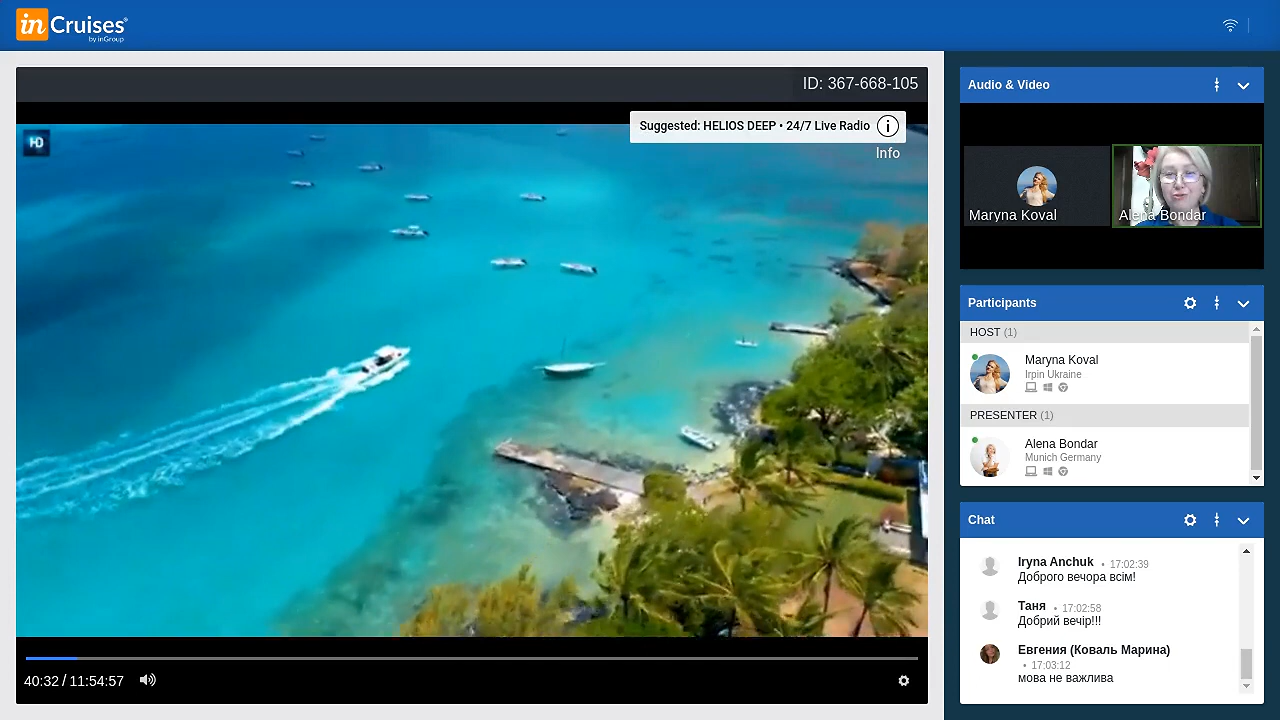 inCruises®
by inGroup
ID: 367-668-105
HD
Suggested: HELIOS DEEP • 24/7 Live Radio
Info
40:32 / 11:54:57
Audio & Video
Maryna Koval
Alena Bondar
Participants
HOST (1)
Maryna Koval
Irpin Ukraine
PRESENTER (1)
Alena Bondar
Munich Germany
Chat
Iryna Anchuk • 17:02:39
Доброго вечора всім!
Таня • 17:02:58
Добрий вечір!!!
Евгения (Коваль Марина)
• 17:03:12
мова не важлива